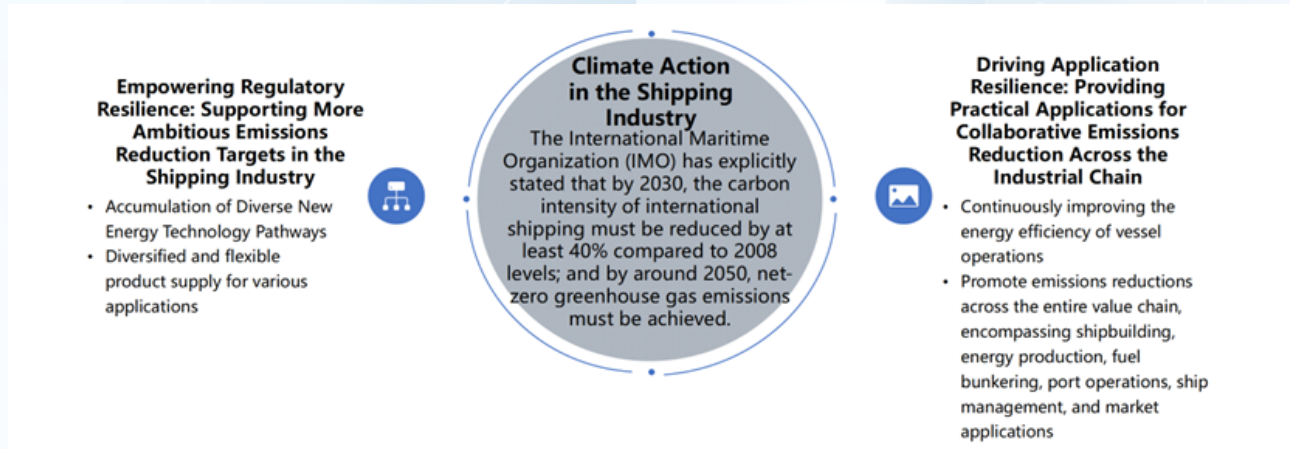 Empowering Regulatory
Resilience: Supporting More
Ambitious Emissions
Reduction Targets in the
Shipping Industry
• Accumulation of Diverse New
Energy Technology Pathways
• Diversified and flexible
product supply for various
applications
Climate Action
in the Shipping
Industry
The International Maritime
Organization (IMO) has explicitly
stated that by 2030, the carbon
intensity of international
shipping must be reduced by at
least 40% compared to 2008
levels; and by around 2050, net-
zero greenhouse gas emissions
must be achieved.
Driving Application
Resilience: Providing
Practical Applications for
Collaborative Emissions
Reduction Across the
Industrial Chain
• Continuously improving the
energy efficiency of vessel
operations
• Promote emissions reductions
across the entire value chain,
encompassing shipbuilding,
energy production, fuel
bunkering, port operations, ship
management, and market
applications